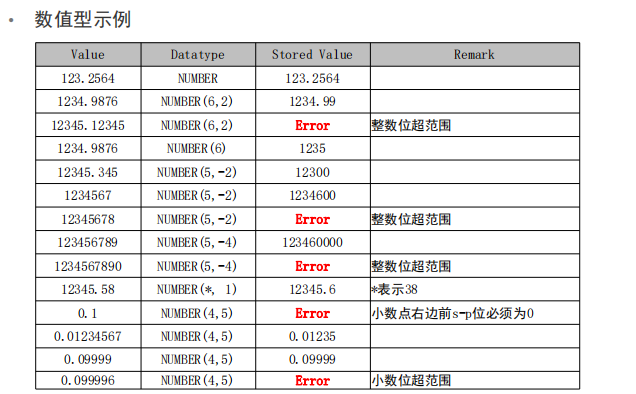 • 数值型示例
Value Datatype Stored Value Remark
123.2564 NUMBER 123.2564
1234.9876 NUMBER(6,2) 1234.99
12345.12345 NUMBER(6,2) Error 整数位超范围
1234.9876 NUMBER(6) 1235
12345.345 NUMBER(5,-2) 12300
1234567 NUMBER(5,-2) 1234600
12345678 NUMBER(5,-2) Error 整数位超范围
123456789 NUMBER(5,-4) 123460000
1234567890 NUMBER(5,-4) Error 整数位超范围
12345.58 NUMBER(*, 1) 12345.6 *表示38
0.1 NUMBER(4,5) Error 小数点右边前s-p位必须为0
0.01234567 NUMBER(4,5) 0.01235
0.09999 NUMBER(4,5) 0.09999
0.099996 NUMBER(4,5) Error 小数位超范围